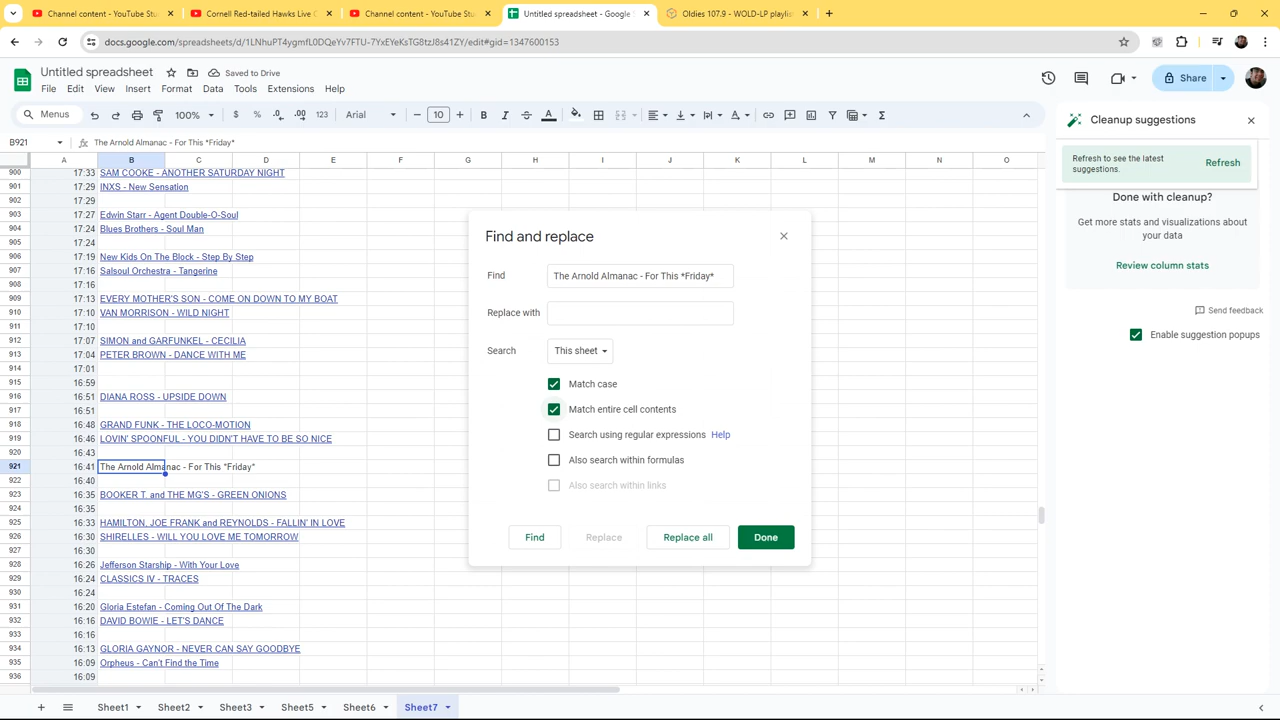 Channel content - YouTube Stu
Cornell Red-tailed Hawks Live C
Channel content - YouTube Stu
Untitled spreadsheet - Google S
Oldies 107.9 - WOLD-LP playlist
docs.google.com/spreadsheets/d/1LNhuPT4ygmfL0DQeYv7FTU-7YxEYeKsTG8tzJ8s41ZY/edit#gid=1347600153
Untitled spreadsheet
Saved to Drive
File Edit View Insert Format Data Tools Extensions Help
Share
Menus 100% $ % .0 .00 123 Arial 10 B I S A Σ
B921 fx The Arnold Almanac - For This *Friday*
A B C D E F G H I J K L M N O
900 17:33 SAM COOKE - ANOTHER SATURDAY NIGHT
901 17:29 INXS - New Sensation
902 17:29
903 17:27 Edwin Starr - Agent Double-O-Soul
904 17:24 Blues Brothers - Soul Man
905 17:24
906 17:19 New Kids On The Block - Step By Step
907 17:16 Salsoul Orchestra - Tangerine
908 17:16
909 17:13 EVERY MOTHER'S SON - COME ON DOWN TO MY BOAT
910 17:10 VAN MORRISON - WILD NIGHT
911 17:10
912 17:07 SIMON and GARFUNKEL - CECILIA
913 17:04 PETER BROWN - DANCE WITH ME
914 17:01
915 16:59
916 16:51 DIANA ROSS - UPSIDE DOWN
917 16:51
918 16:48 GRAND FUNK - THE LOCO-MOTION
919 16:46 LOVIN' SPOONFUL - YOU DIDN'T HAVE TO BE SO NICE
920 16:43
921 16:41 The Arnold Almanac - For This *Friday*
922 16:40
923 16:35 BOOKER T. and THE MG'S - GREEN ONIONS
924 16:35
925 16:33 HAMILTON, JOE FRANK and REYNOLDS - FALLIN' IN LOVE
926 16:30 SHIRELLES - WILL YOU LOVE ME TOMORROW
927 16:30
928 16:26 Jefferson Starship - With Your Love
929 16:24 CLASSICS IV - TRACES
930 16:24
931 16:20 Gloria Estefan - Coming Out Of The Dark
932 16:16 DAVID BOWIE - LET'S DANCE
933 16:16
934 16:13 GLORIA GAYNOR - NEVER CAN SAY GOODBYE
935 16:09 Orpheus - Can't Find the Time
936 16:09
Find and replace
Find The Arnold Almanac - For This *Friday*
Replace with
Search This sheet
Match case
Match entire cell contents
Search using regular expressions Help
Also search within formulas
Also search within links
Find Replace Replace all Done
Cleanup suggestions
Refresh to see the latest
suggestions.
Refresh
Done with cleanup?
Get more stats and visualizations about
your data
Review column stats
Send feedback
Enable suggestion popups
Sheet1 Sheet2 Sheet3 Sheet5 Sheet6 Sheet7